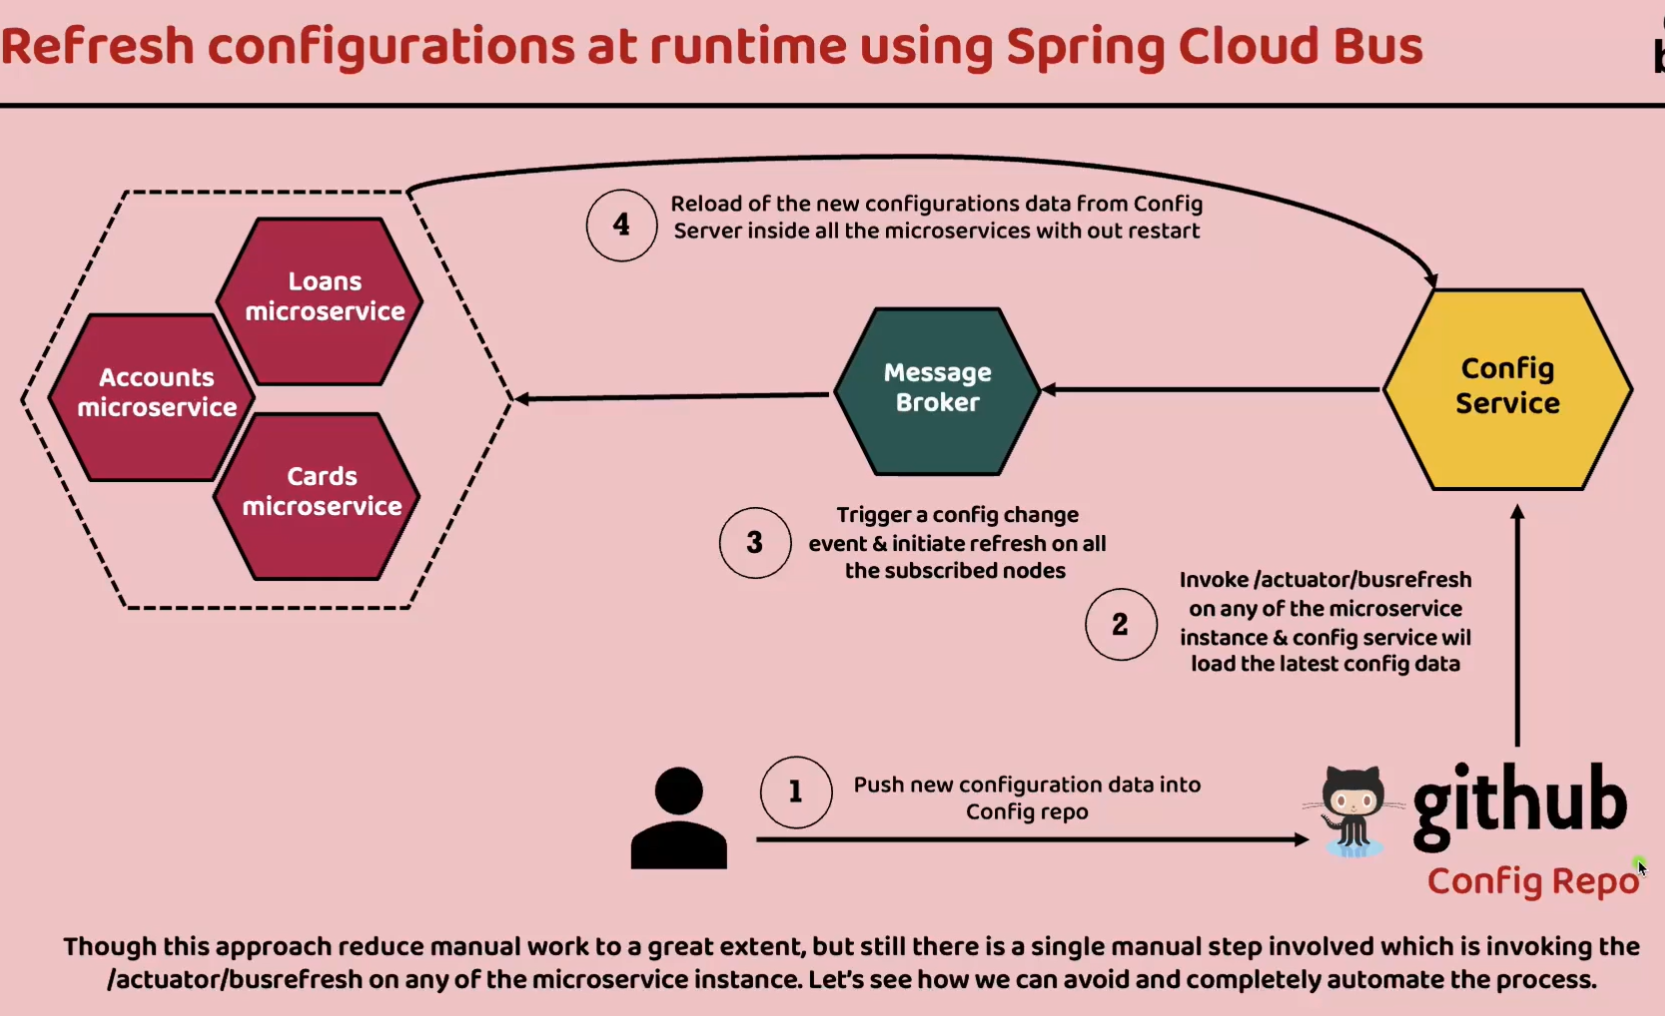 Refresh configurations at runtime using Spring Cloud Bus
4
Reload of the new configurations data from Config
Server inside all the microservices with out restart
Loans
microservice
Accounts
microservice
Cards
microservice
Message
Broker
Config
Service
3
Trigger a config change
event & initiate refresh on all
the subscribed nodes
2
Invoke /actuator/busrefresh
on any of the microservice
instance & config service wil
load the latest config data
1
Push new configuration data into
Config repo
github
Config Repo
Though this approach reduce manual work to a great extent, but still there is a single manual step involved which is invoking the
/actuator/busrefresh on any of the microservice instance. Let's see how we can avoid and completely automate the process.